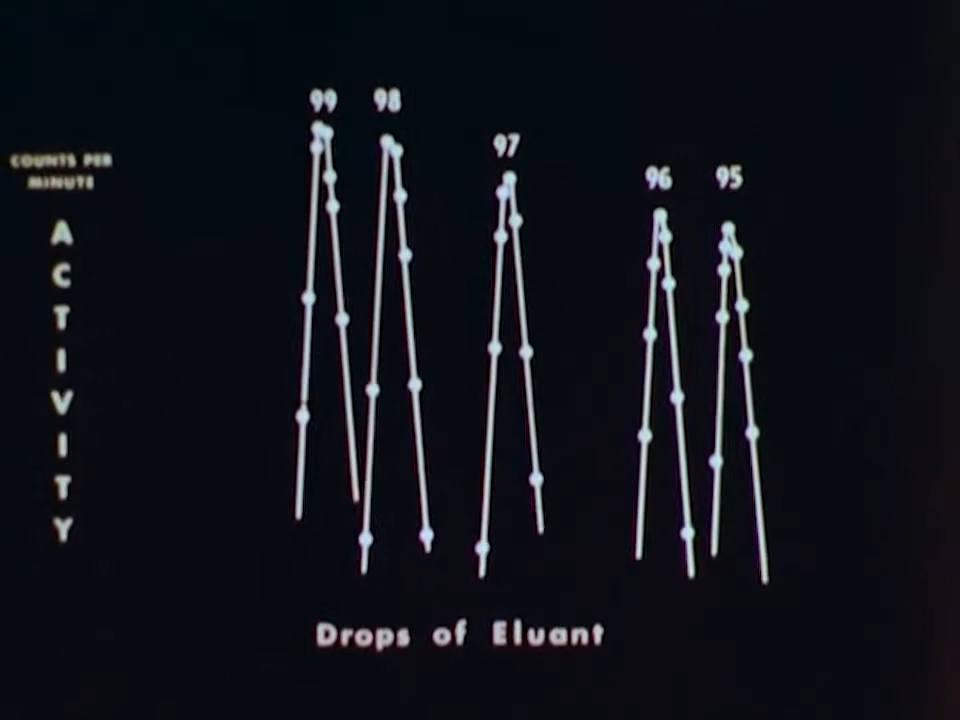 99 98
97
96 95
COUNTS PER
MINUTE
ACTIVITY
Drops of Eluant